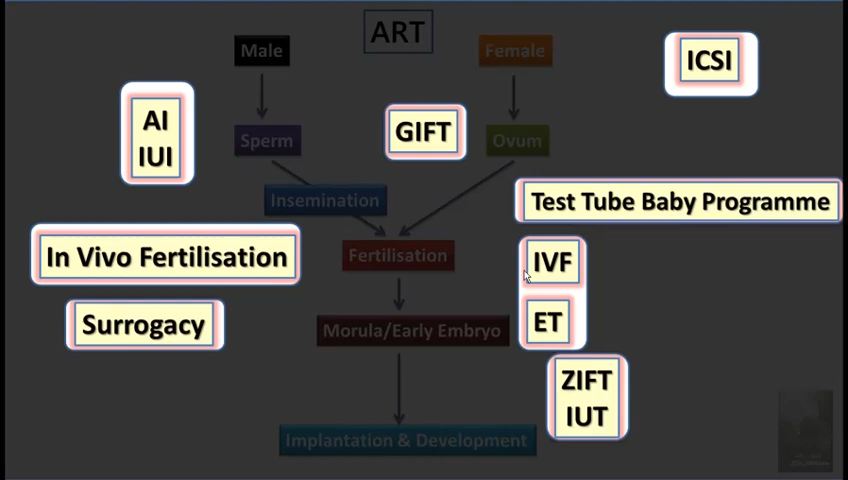 ART
Male
Female
ICSI
AI
IUI
Sperm
GIFT
Ovum
Insemination
Test Tube Baby Programme
In Vivo Fertilisation
Fertilisation
IVF
Surrogacy
Morula/Early Embryo
ET
ZIFT
IUT
Implantation & Development